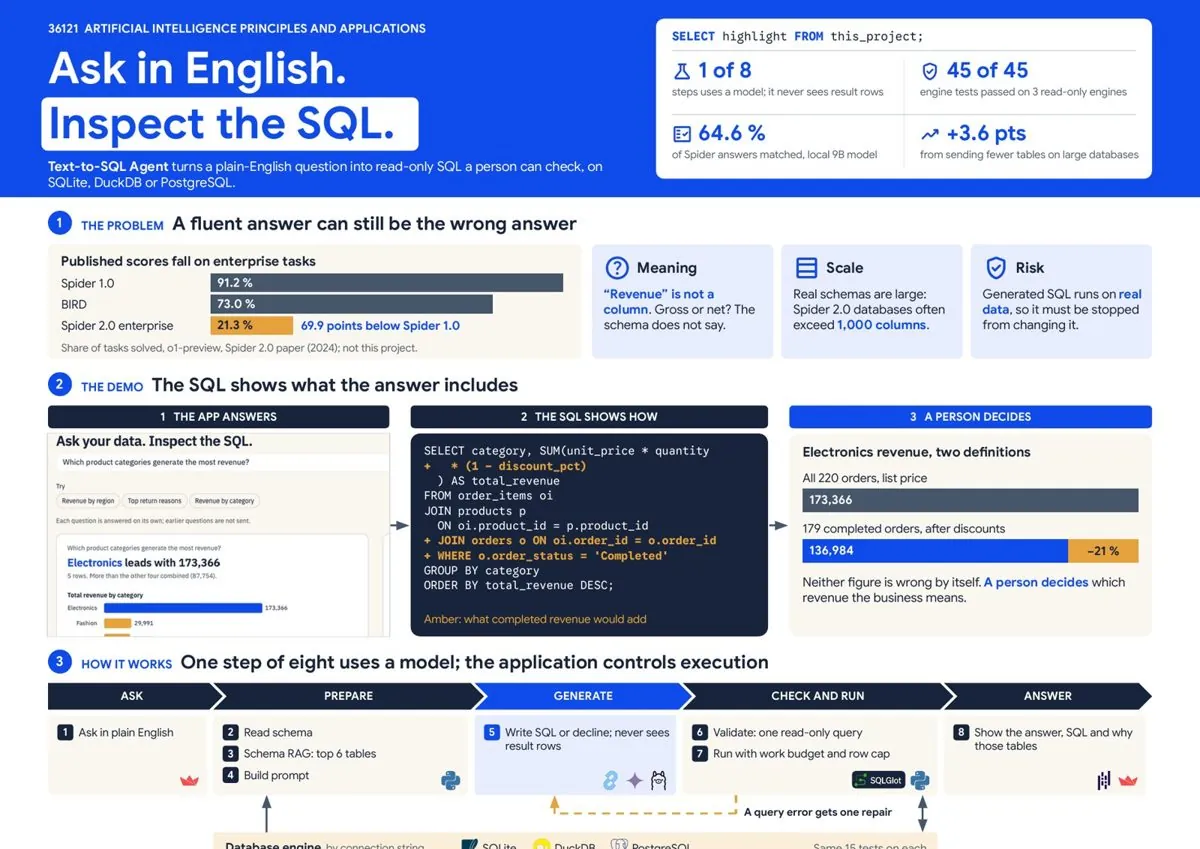 36121 ARTIFICIAL INTELLIGENCE PRINCIPLES AND APPLICATIONS
Ask in English.
Inspect the SQL.
Text-to-SQL Agent turns a plain-English question into read-only SQL a person can check, on
SQLite, DuckDB or PostgreSQL.
SELECT highlight FROM this_project;
1 of 8
steps uses a model; it never sees result rows
45 of 45
engine tests passed on 3 read-only engines
64.6 %
of Spider answers matched, local 9B model
+3.6 pts
from sending fewer tables on large databases
1 THE PROBLEM A fluent answer can still be the wrong answer
Published scores fall on enterprise tasks
Spider 1.0 91.2 %
BIRD 73.0 %
Spider 2.0 enterprise 21.3 % 69.9 points below Spider 1.0
Share of tasks solved, o1-preview, Spider 2.0 paper (2024); not this project.
Meaning
“Revenue” is not a
column. Gross or net? The
schema does not say.
Scale
Real schemas are large:
Spider 2.0 databases often
exceed 1,000 columns.
Risk
Generated SQL runs on real
data, so it must be stopped
from changing it.
2 THE DEMO The SQL shows what the answer includes
1 THE APP ANSWERS
Ask your data. Inspect the SQL.
Which product categories generate the most revenue?
Try
Revenue by region Top return reasons Revenue by category
Each question is answered on its own; earlier questions are not sent.
Which product categories generate the most revenue?
Electronics leads with 173,366
5 rows. More than the other four combined (87,754).
Total revenue by category
Electronics 173,366
Fashion 29,991
2 THE SQL SHOWS HOW
SELECT category, SUM(unit_price * quantity
+ * (1 - discount_pct)
) AS total_revenue
FROM order_items oi
JOIN products p
ON oi.product_id = p.product_id
+ JOIN orders o ON oi.order_id = o.order_id
+ WHERE o.order_status = 'Completed'
GROUP BY category
ORDER BY total_revenue DESC;
Amber: what completed revenue would add
3 A PERSON DECIDES
Electronics revenue, two definitions
All 220 orders, list price
173,366
179 completed orders, after discounts
136,984 −21 %
Neither figure is wrong by itself. A person decides which
revenue the business means.
3 HOW IT WORKS One step of eight uses a model; the application controls execution
ASK
1 Ask in plain English
PREPARE
2 Read schema
3 Schema RAG: top 6 tables
4 Build prompt
GENERATE
5 Write SQL or decline; never sees
result rows
CHECK AND RUN
6 Validate: one read-only query
7 Run with work budget and row cap
SQLGlot
ANSWER
8 Show the answer, SQL and why
those tables
A query error gets one repair
Database engine by connection string SQLite DuckDB PostgreSQL Same 15 tests on each